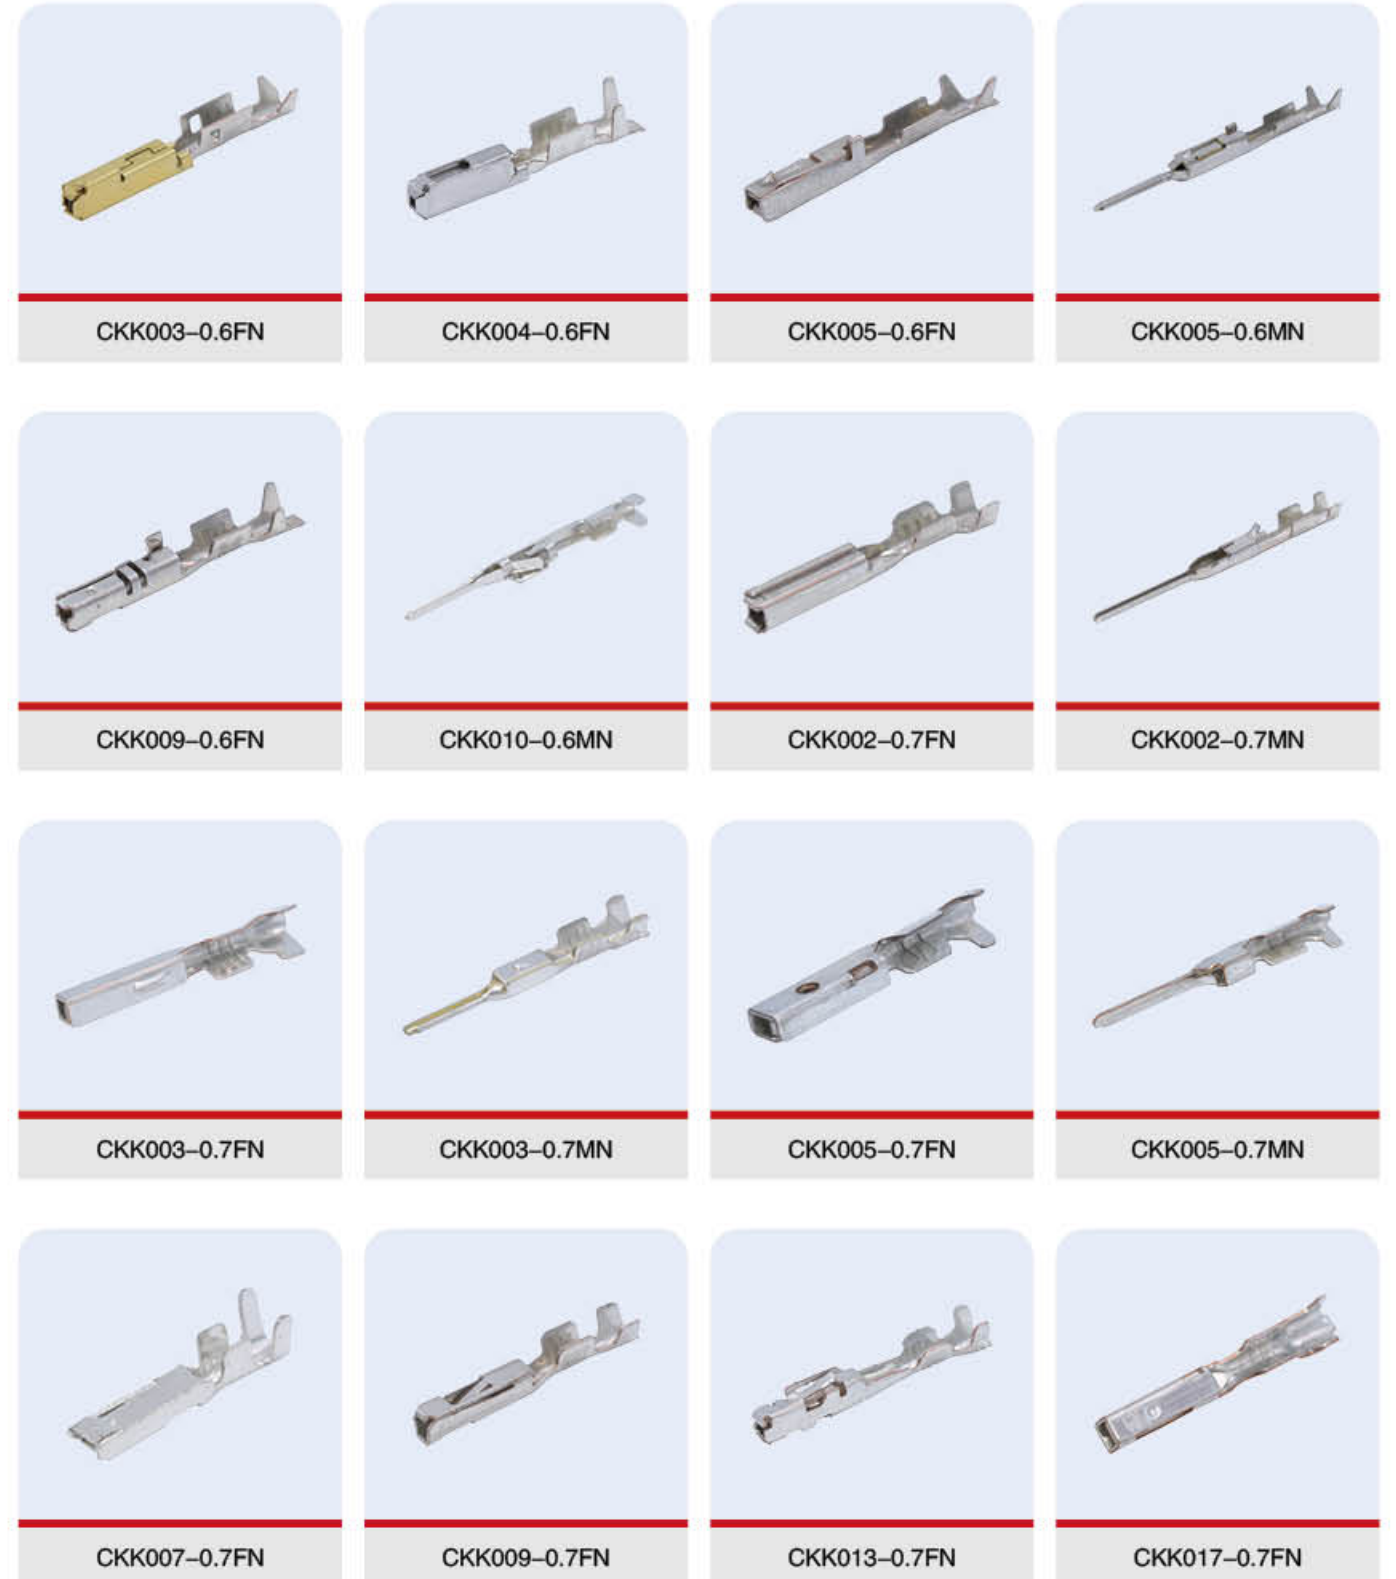 CKK003–0.6FN
CKK004–0.6FN
CKK005–0.6FN
CKK005–0.6MN
CKK009–0.6FN
CKK010–0.6MN
CKK002–0.7FN
CKK002–0.7MN
CKK003–0.7FN
CKK003–0.7MN
CKK005–0.7FN
CKK005–0.7MN
CKK007–0.7FN
CKK009–0.7FN
CKK013–0.7FN
CKK017–0.7FN